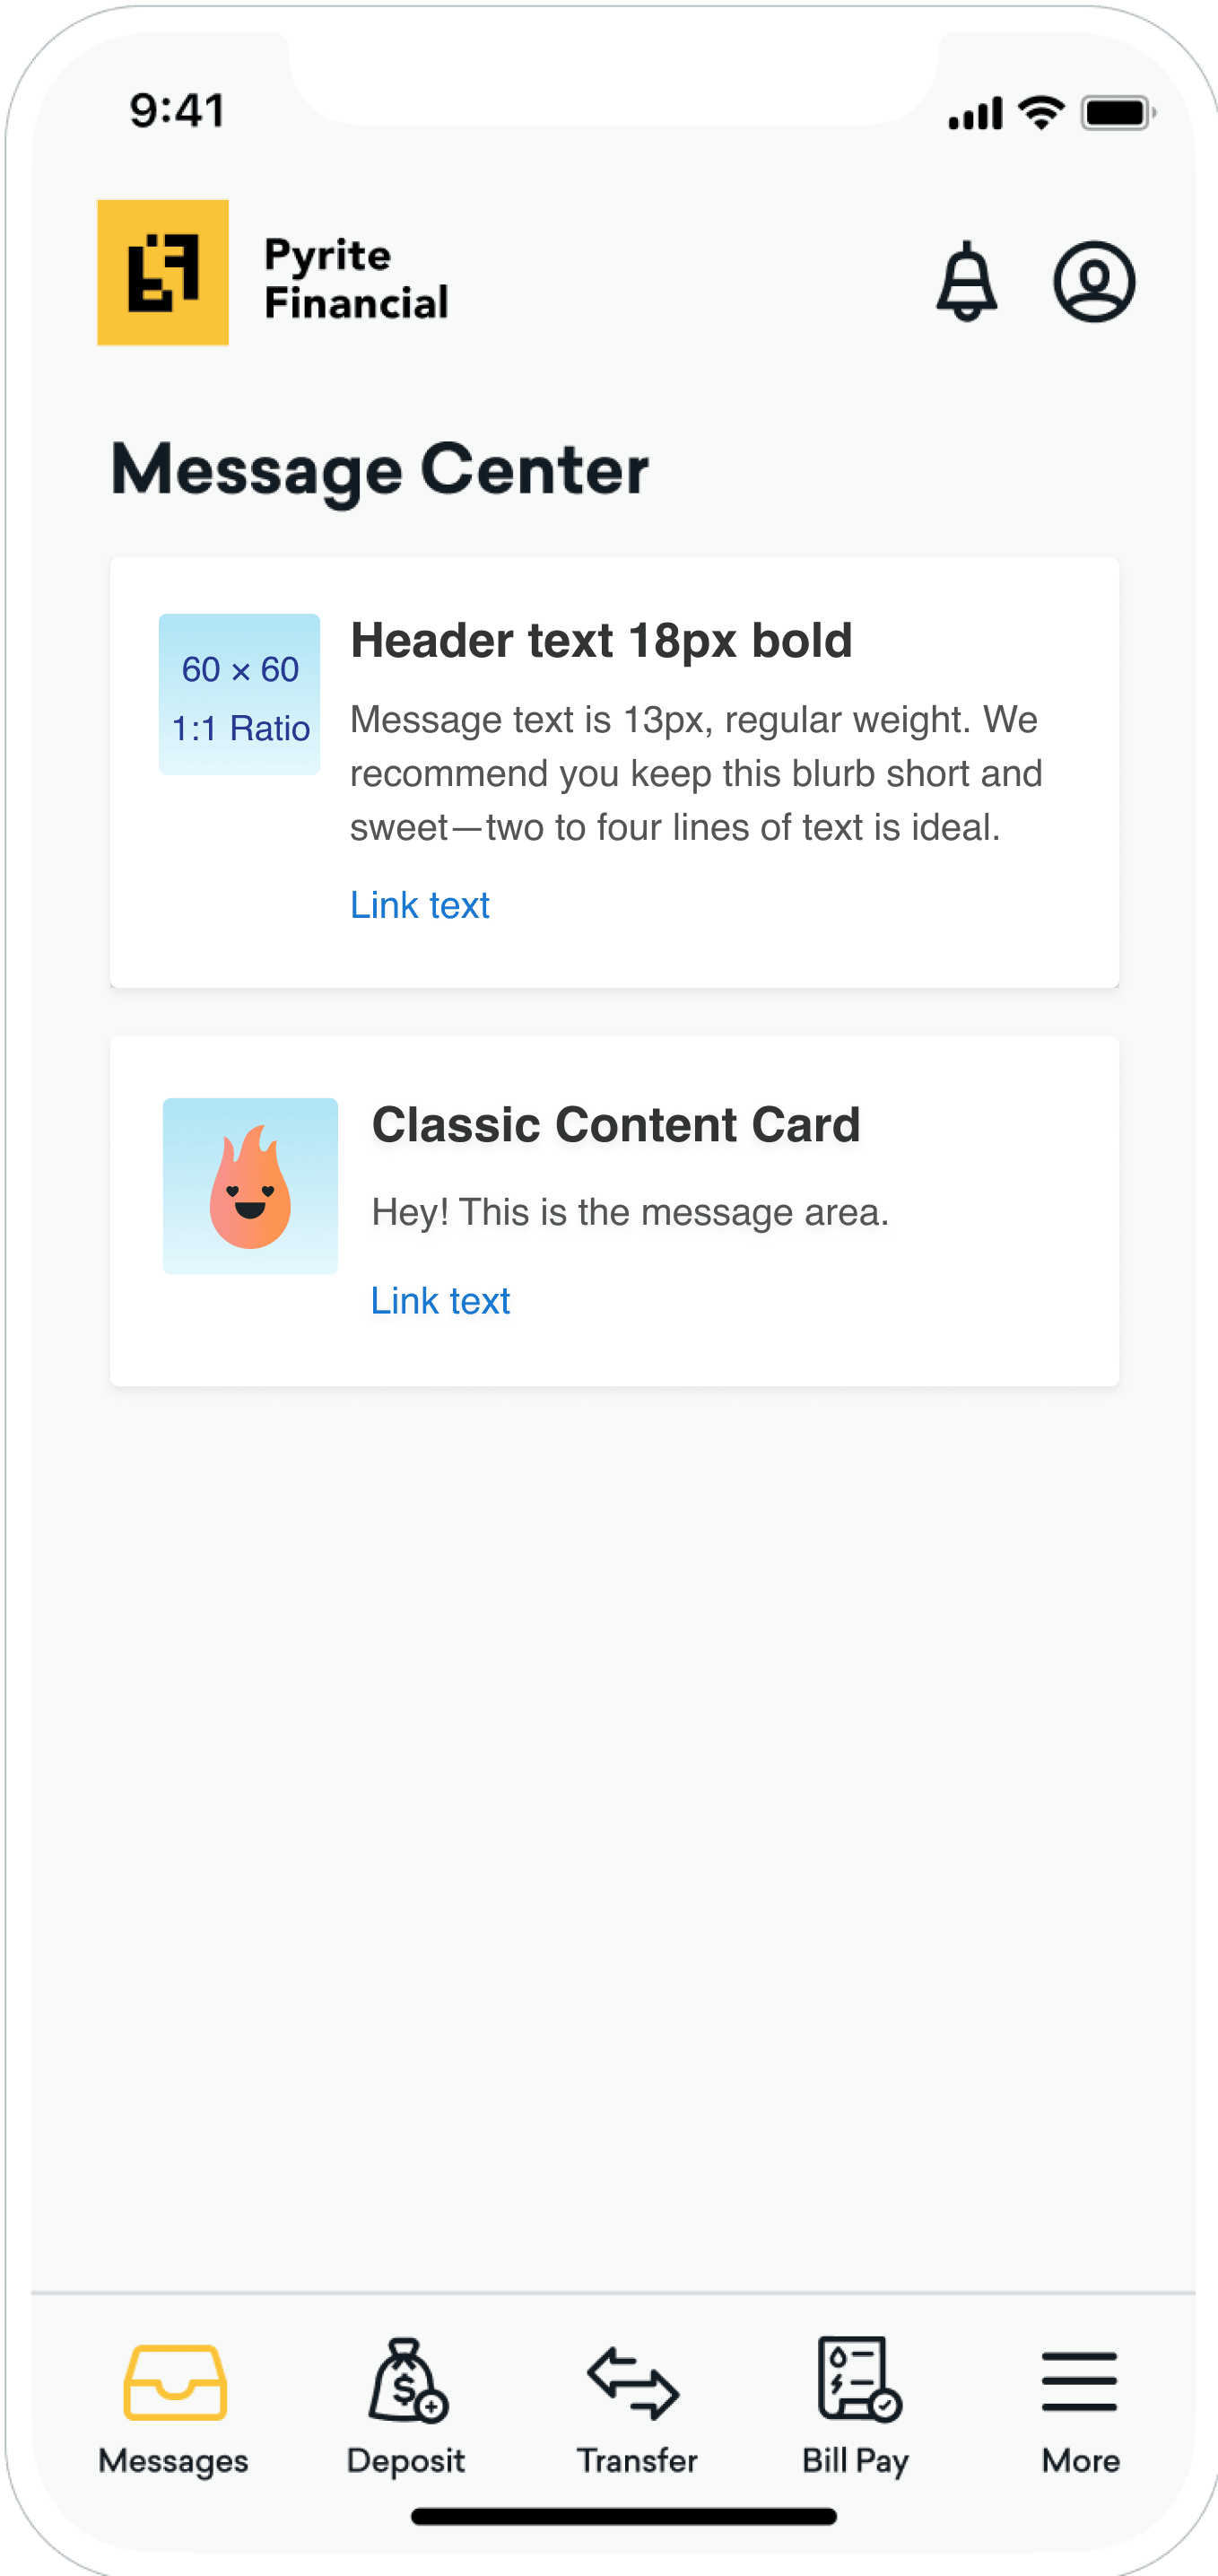 9:41
Pyrite
Financial
Message Center
60 × 60
1:1 Ratio
Header text 18px bold
Message text is 13px, regular weight. We
recommend you keep this blurb short and
sweet—two to four lines of text is ideal.
Link text
Classic Content Card
Hey! This is the message area.
Link text
Messages
Deposit
Transfer
Bill Pay
More